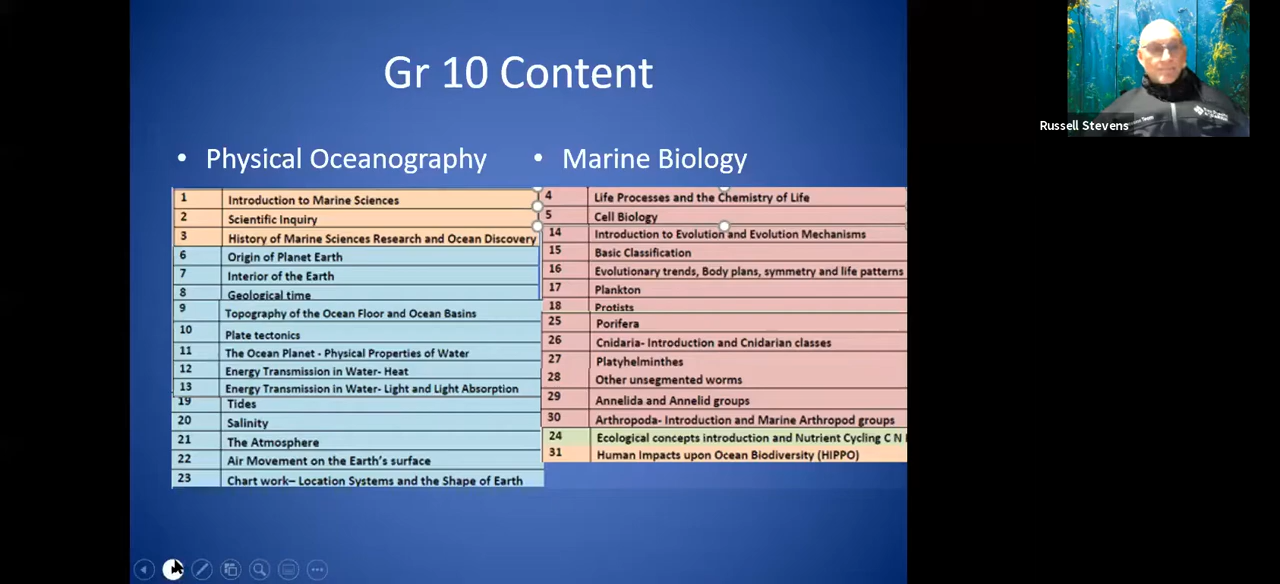 Gr 10 Content
• Physical Oceanography
1 Introduction to Marine Sciences
2 Scientific Inquiry
3 History of Marine Sciences Research and Ocean Discovery
6 Origin of Planet Earth
7 Interior of the Earth
8 Geological time
9 Topography of the Ocean Floor and Ocean Basins
10 Plate tectonics
11 The Ocean Planet - Physical Properties of Water
12 Energy Transmission in Water- Heat
13 Energy Transmission in Water- Light and Light Absorption
19 Tides
20 Salinity
21 The Atmosphere
22 Air Movement on the Earth's surface
23 Chart work– Location Systems and the Shape of Earth
• Marine Biology
4 Life Processes and the Chemistry of Life
5 Cell Biology
14 Introduction to Evolution and Evolution Mechanisms
15 Basic Classification
16 Evolutionary trends, Body plans, symmetry and life patterns
17 Plankton
18 Protists
25 Porifera
26 Cnidaria- Introduction and Cnidarian classes
27 Platyhelminthes
28 Other unsegmented worms
29 Annelida and Annelid groups
30 Arthropoda- Introduction and Marine Arthropod groups
24 Ecological concepts introduction and Nutrient Cycling C N
31 Human Impacts upon Ocean Biodiversity (HIPPO)
Russell Stevens